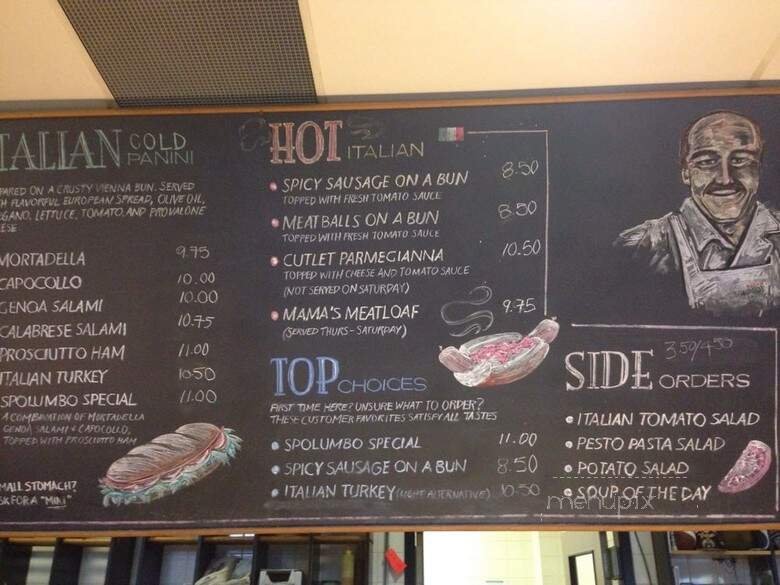 TALIAN COLD
PANINI
PARED ON A CRUSTY VIENNA BUN. SERVED
H FLAVORFUL EUROPEAN SPREAD, OLIVE OIL,
GANO, LETTUCE, TOMATO, AND PROVALONE
ESE
MORTADELLA 9.75
CAPOCOLLO 10.00
GENOA SALAMI 10.00
CALABRESE SALAMI 10.75
PROSCIUTTO HAM 11.00
ITALIAN TURKEY 10.50
SPOLUMBO SPECIAL 11.00
A COMBINATION OF MORTADELLA
GENOA SALAMI & CAPOCOLLO,
TOPPED WITH PROSCIUTTO HAM
MALL STOMACH?
SK FOR A "MINI"
HOT ITALIAN
SPICY SAUSAGE ON A BUN 8.50
TOPPED WITH FRESH TOMATO SAUCE
MEATBALLS ON A BUN 8.50
TOPPED WITH FRESH TOMATO SAUCE
CUTLET PARMEGIANNA 10.50
TOPPED WITH CHEESE AND TOMATO SAUCE
(NOT SERVED ON SATURDAY)
MAMA'S MEATLOAF 9.75
(SERVED THURS-SATURDAY)
TOP CHOICES
FIRST TIME HERE? UNSURE WHAT TO ORDER?
THESE CUSTOMER FAVORITES SATISFY ALL TASTES
SPOLUMBO SPECIAL 11.00
SPICY SAUSAGE ON A BUN 8.50
ITALIAN TURKEY (LIGHT ALTERNATIVE) 10.50
SIDE ORDERS 3.50/4.50
ITALIAN TOMATO SALAD
PESTO PASTA SALAD
POTATO SALAD
SOUP OF THE DAY
menupix